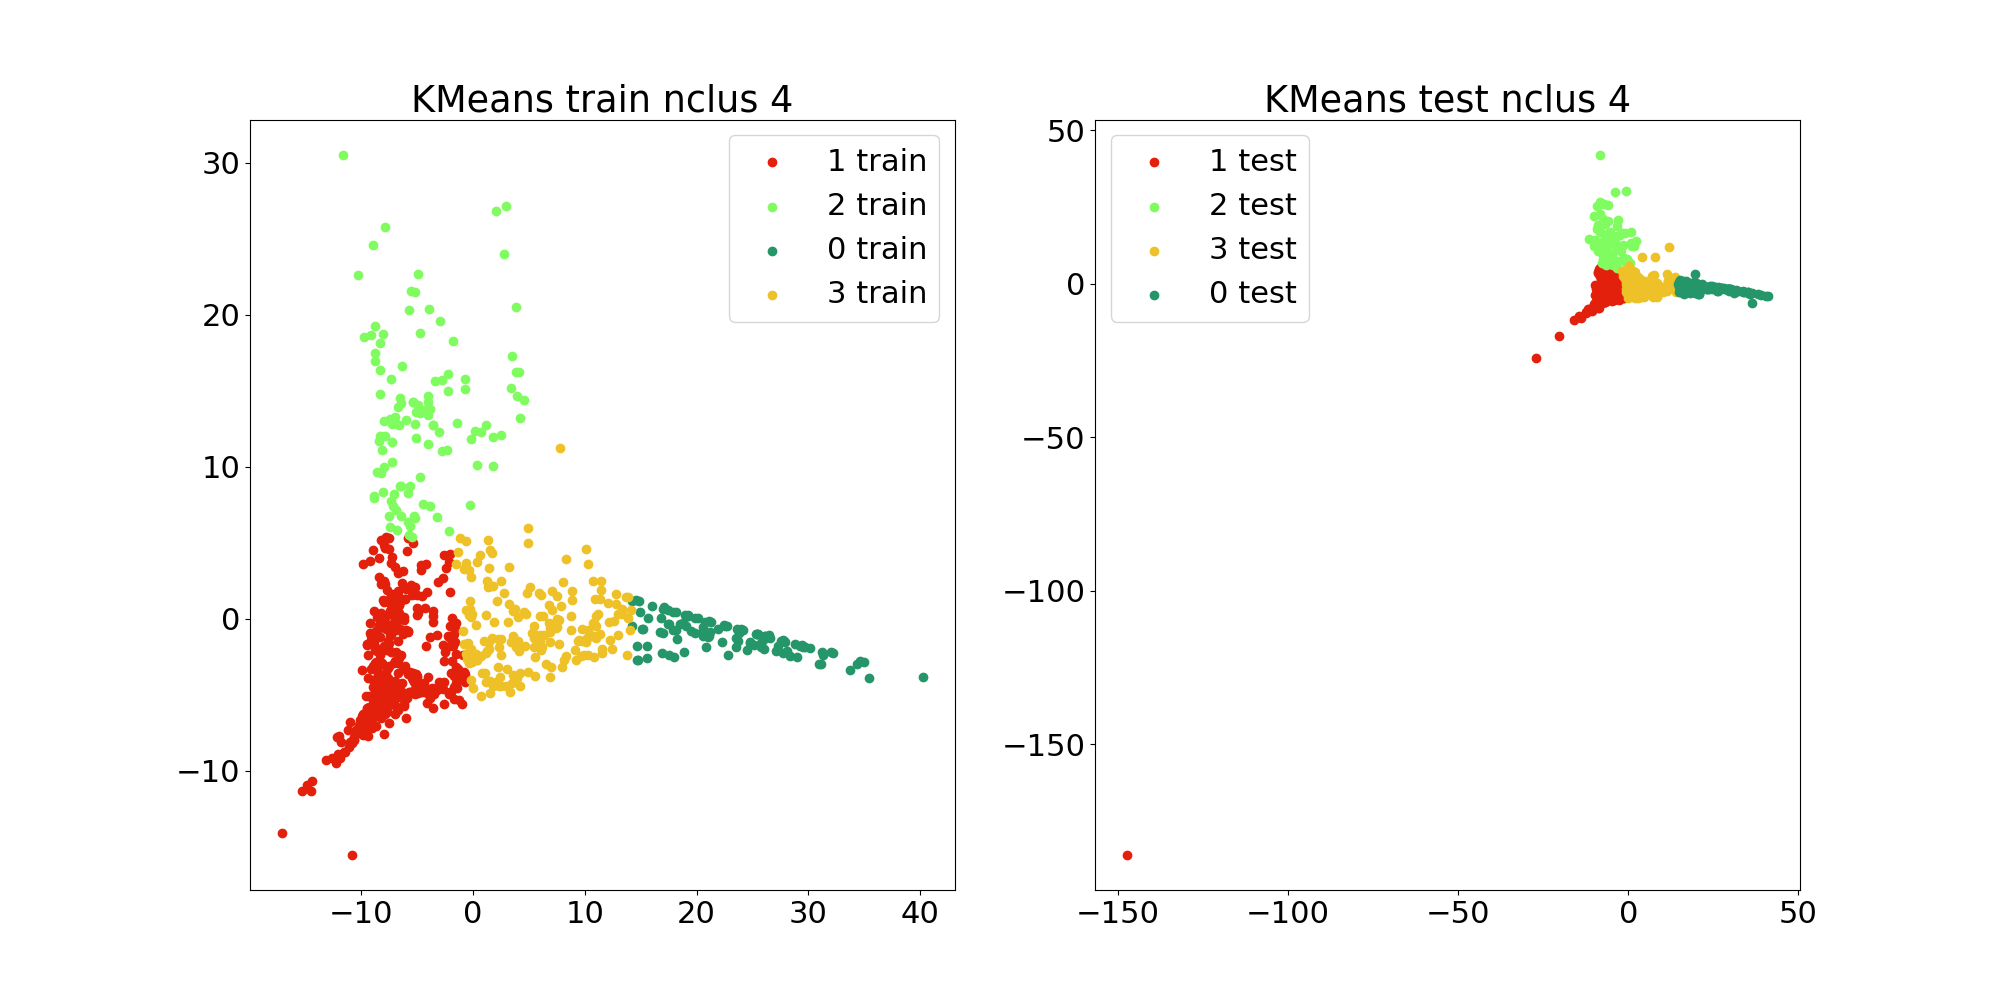 KMeans train nclus 4
30
20
10
0
−10
−10 0 10 20 30 40
1 train
2 train
0 train
3 train
KMeans test nclus 4
50
0
−50
−100
−150
−150 −100 −50 0 50
1 test
2 test
3 test
0 test